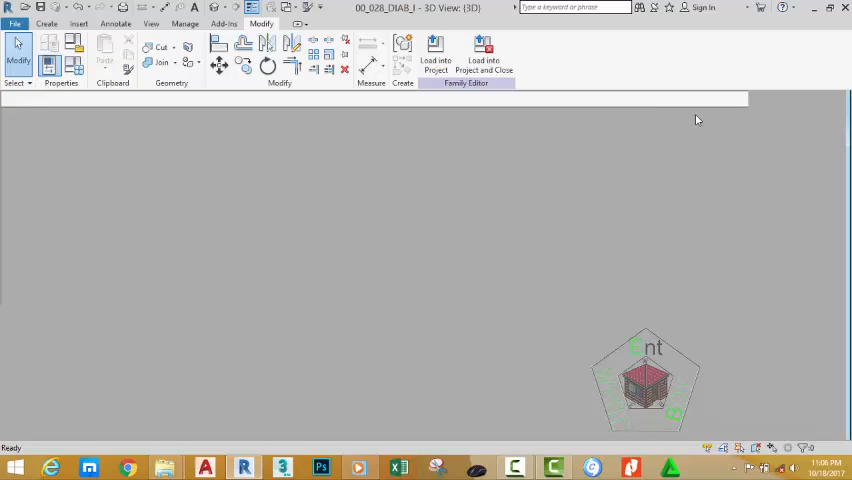 00_028_DIAB_I - 3D View: {3D}
Type a keyword or phrase
Sign In
File Create Insert Annotate View Manage Add-Ins Modify
Modify
Paste
Cut
Join
Load into Project
Load into Project and Close
Select Properties Clipboard Geometry Modify Measure Create Family Editor
Ent
Ready
:0
11:06 PM
10/18/2017